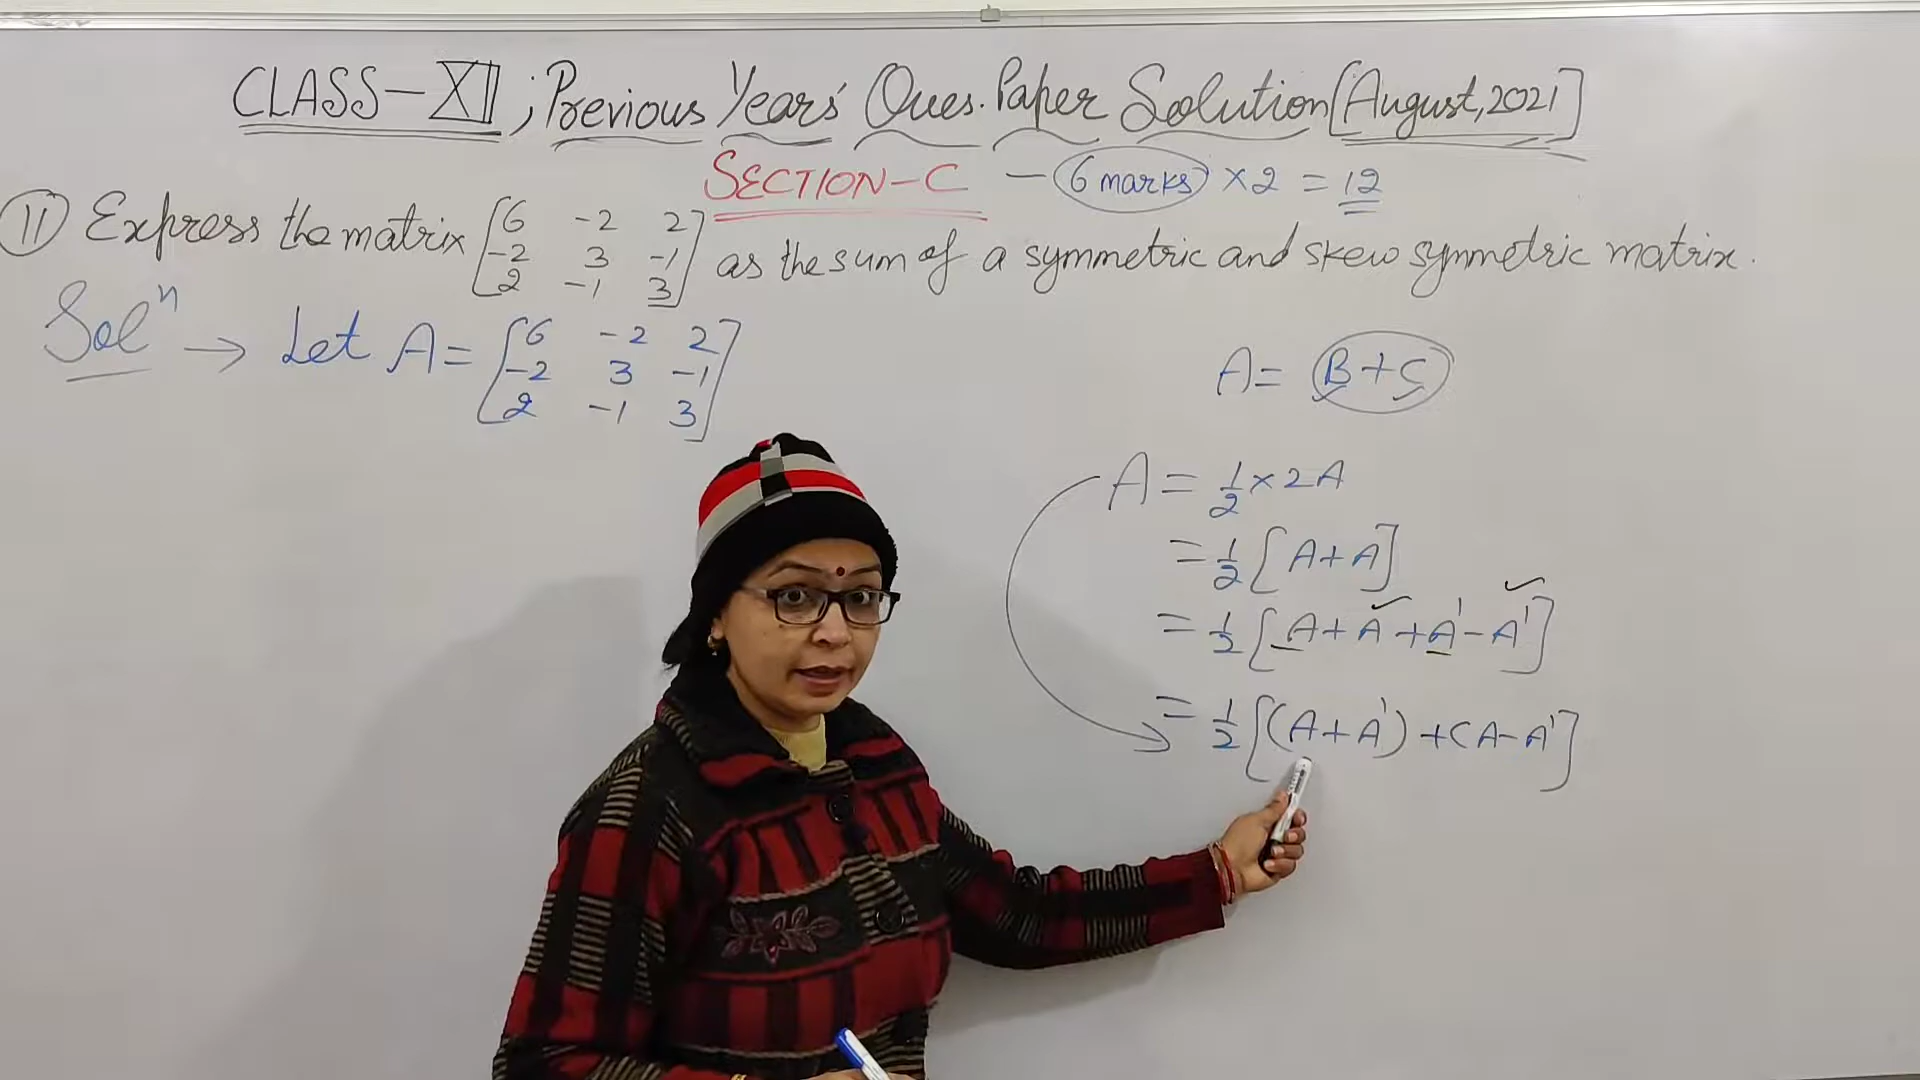 CLASS-XII; Previous Years' Ques. Paper Solution [August, 2021]
SECTION-C - 6 marks × 2 = 12
11 Express the matrix [6 -2 2
-2 3 -1
2 -1 3] as the sum of a symmetric and skew symmetric matrix.
Solⁿ → Let A = [6 -2 2
-2 3 -1
2 -1 3]
A = B + C
A = 1/2 × 2A
= 1/2 [A + A]
= 1/2 [A + A + A' - A']
= 1/2 [(A + A') + (A - A']